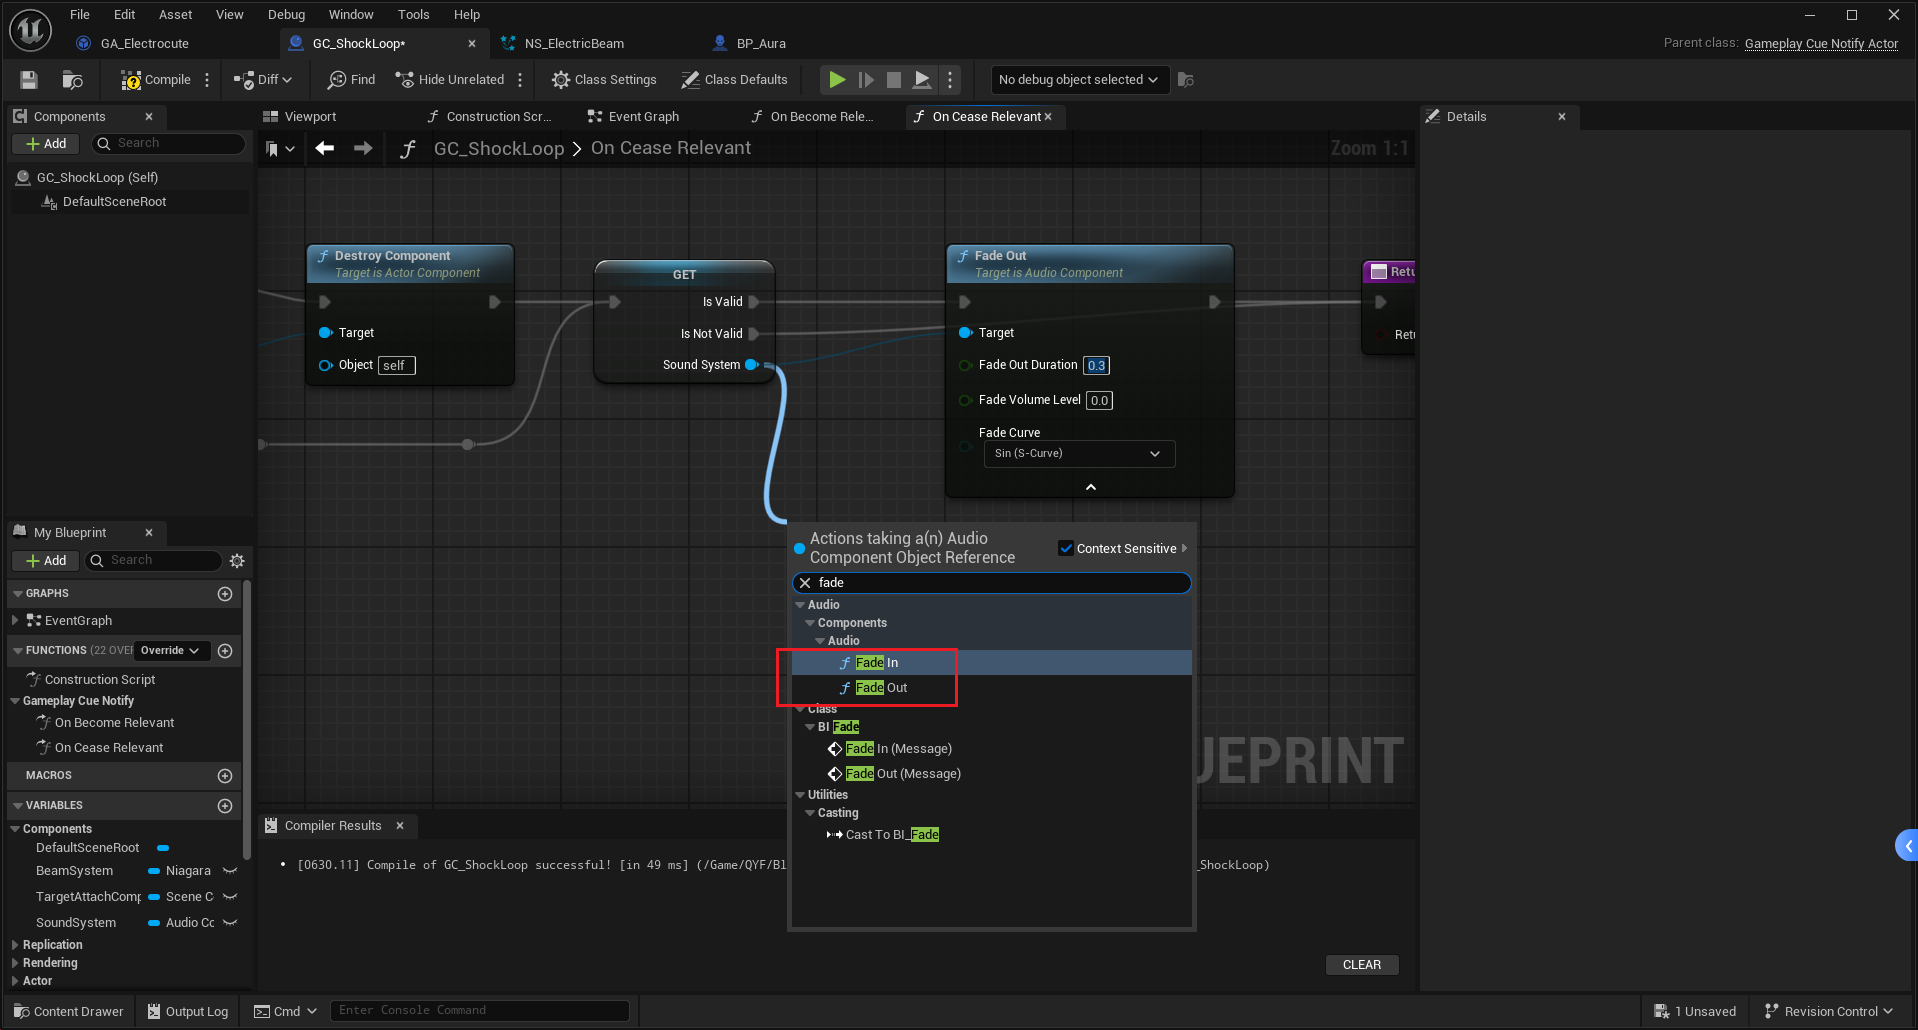 File Edit Asset View Debug Window Tools Help
GA_Electrocute GC_ShockLoop* NS_ElectricBeam BP_Aura
Parent class: Gameplay Cue Notify Actor
Compile Diff Find Hide Unrelated Class Settings Class Defaults No debug object selected
Components
Add Search
GC_ShockLoop (Self)
DefaultSceneRoot
My Blueprint
Add Search
GRAPHS
EventGraph
FUNCTIONS (22 OVER Override
Construction Script
Gameplay Cue Notify
On Become Relevant
On Cease Relevant
MACROS
VARIABLES
Components
DefaultSceneRoot
BeamSystem Niagara
TargetAttachComp Scene C
SoundSystem Audio Cc
Replication
Rendering
Actor
Viewport Construction Scr... Event Graph On Become Rele... On Cease Relevant
GC_ShockLoop > On Cease Relevant
Zoom 1:1
Destroy Component
Target is Actor Component
Target
Object self
GET
Is Valid
Is Not Valid
Sound System
Fade Out
Target is Audio Component
Target
Fade Out Duration 0.3
Fade Volume Level 0.0
Fade Curve
Sin (S-Curve)
Retu
Retu
Actions taking a(n) Audio
Component Object Reference
Context Sensitive
fade
Audio
Components
Audio
Fade In
Fade Out
Class
BI Fade
Fade In (Message)
Fade Out (Message)
Utilities
Casting
Cast To BI_Fade
UEPRINT
Compiler Results
[0630.11] Compile of GC_ShockLoop successful! [in 49 ms] (/Game/QYF/Bl _ShockLoop)
CLEAR
Details
Content Drawer Output Log Cmd Enter Console Command
1 Unsaved Revision Control